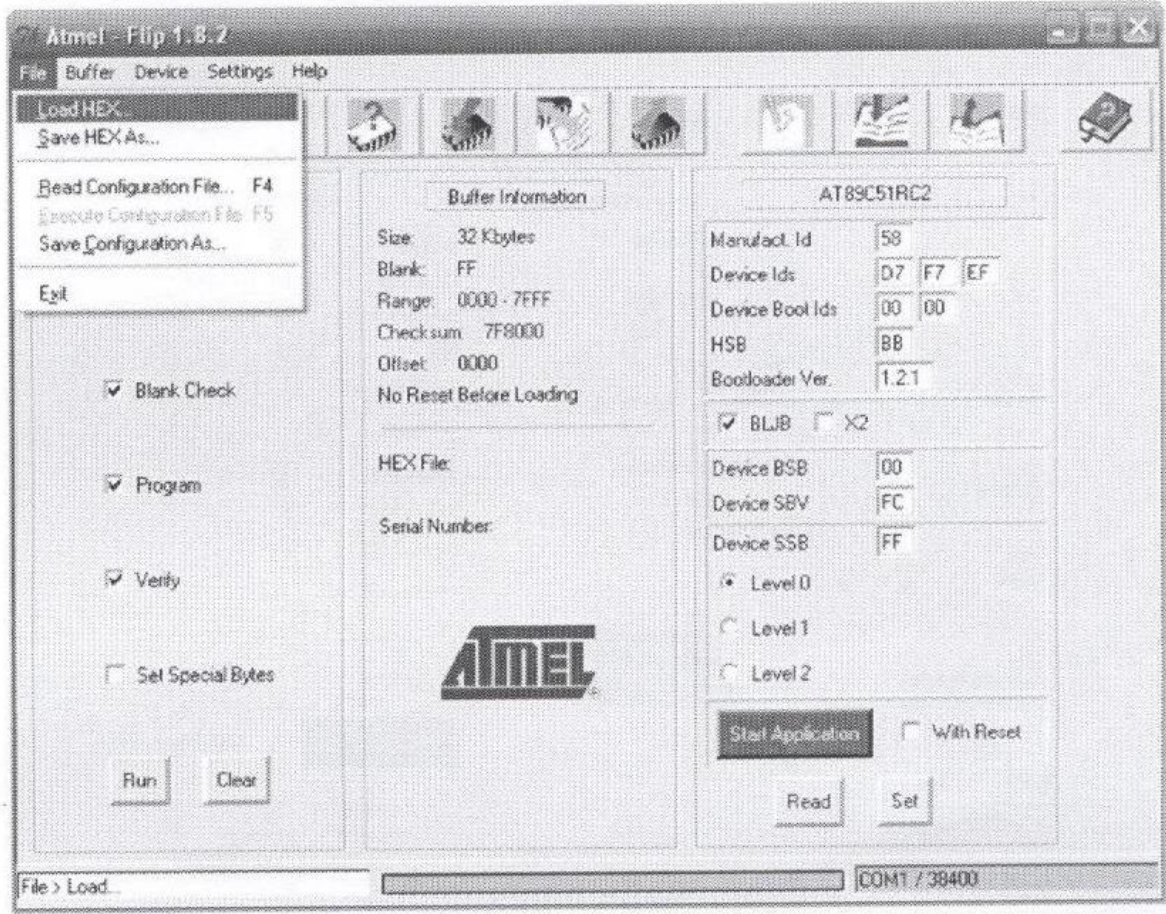 Atmel - Flip 1.8.2
File Buffer Device Settings Help
Load HEX...
Save HEX As...
Read Configuration File... F4
Execute Configuration File F5
Save Configuration As...
Exit
Blank Check
Program
Verify
Set Special Bytes
Run Clear
Buffer Information
Size: 32 Kbytes
Blank: FF
Range: 0000 - 7FFF
Checksum: 7F8000
Offset: 0000
No Reset Before Loading
HEX File:
Serial Number:
ATMEL
AT89C51RC2
Manufact. Id 58
Device Ids D7 F7 EF
Device Boot Ids 00 00
HSB BB
Bootloader Ver. 1.2.1
BLJB X2
Device BSB 00
Device SBV FC
Device SSB FF
Level 0
Level 1
Level 2
Start Application With Reset
Read Set
File > Load...
COM1 / 38400